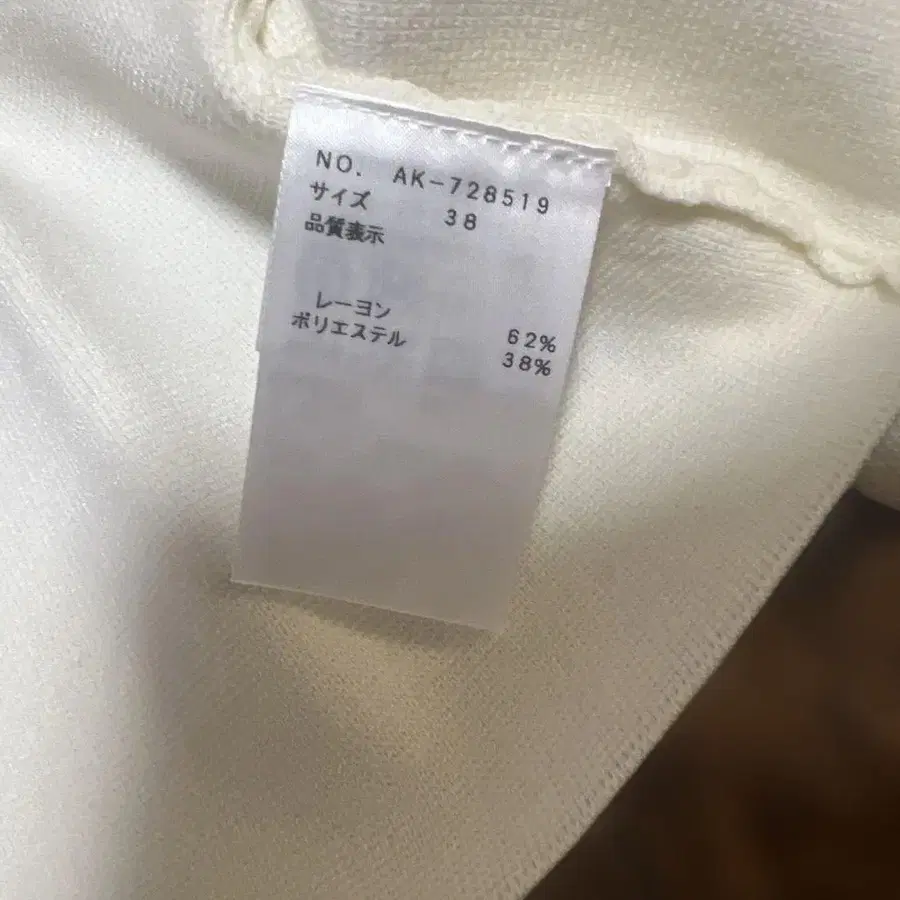 NO. AK-728519
サイズ 38
品質表示
レーヨン 62%
ポリエステル 38%